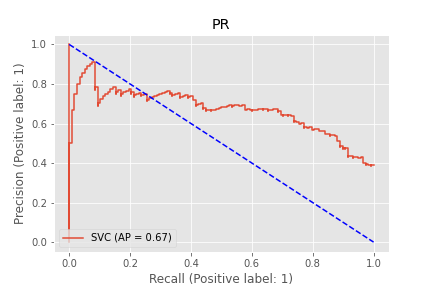 PR
Precision (Positive label: 1)
1.0
0.8
0.6
0.4
0.2
0.0
SVC (AP = 0.67)
0.0 0.2 0.4 0.6 0.8 1.0
Recall (Positive label: 1)